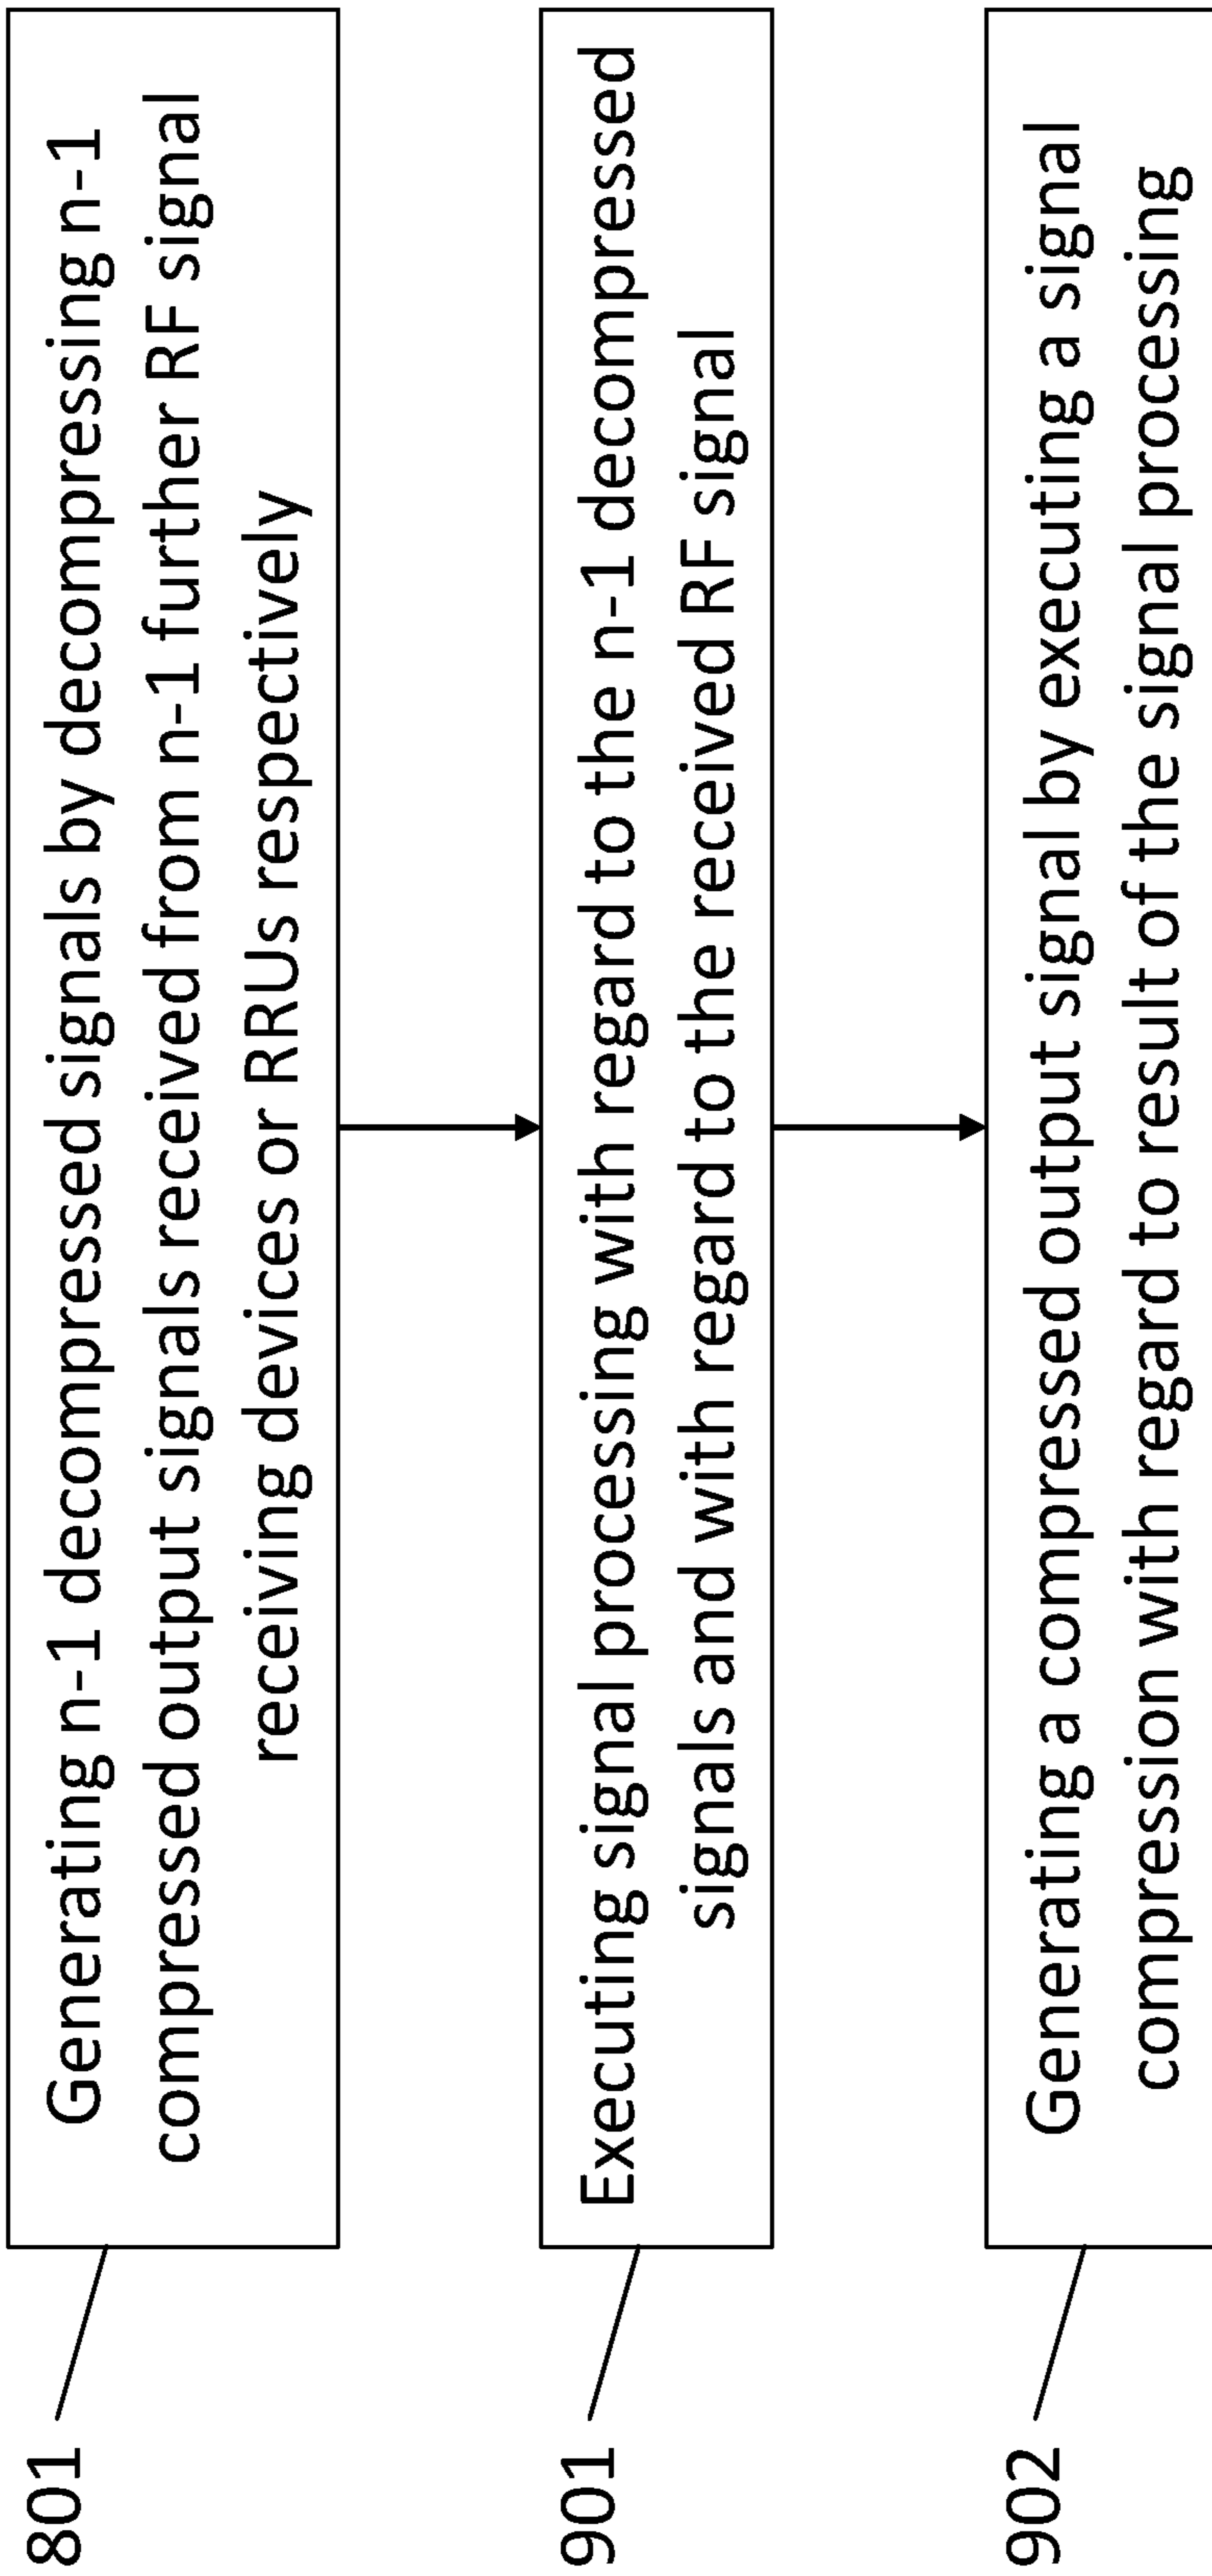 801
Generating n-1 decompressed signals by decompressing n-1
compressed output signals received from n-1 further RF signal
receiving devices or RRUs respectively
901
Executing signal processing with regard to the n-1 decompressed
signals and with regard to the received RF signal
902
Generating a compressed output signal by executing a signal
compression with regard to result of the signal processing